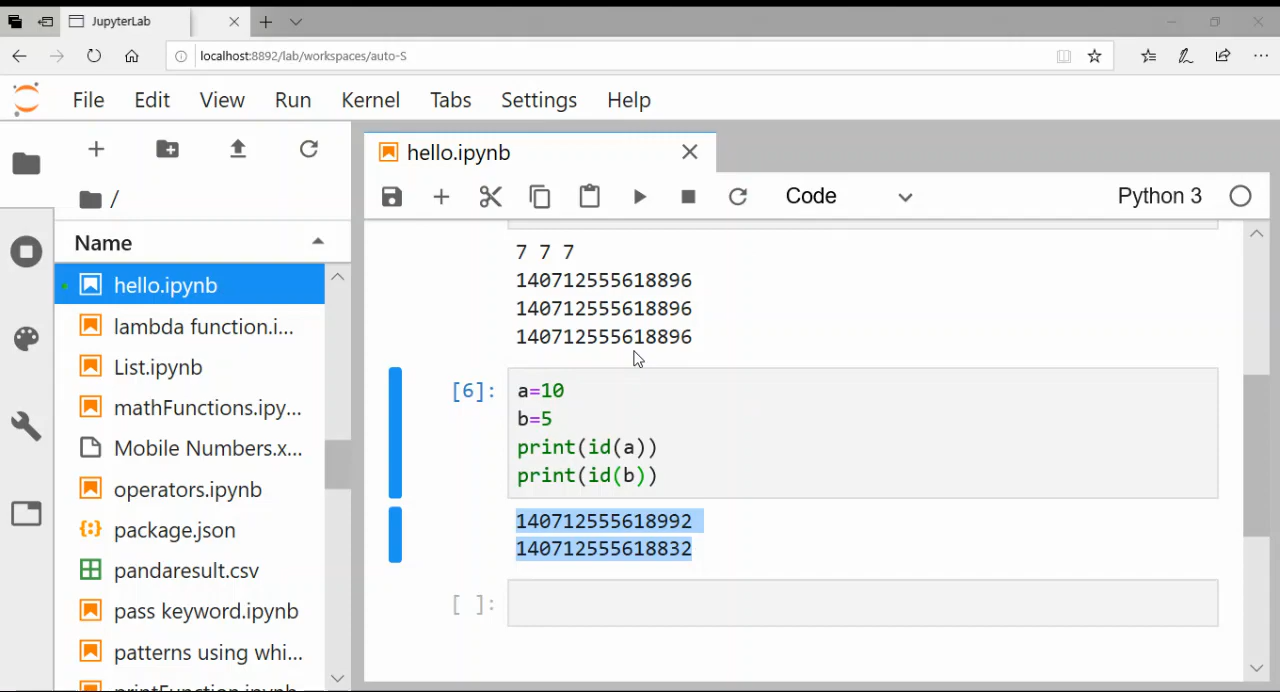 JupyterLab
localhost:8892/lab/workspaces/auto-S
File Edit View Run Kernel Tabs Settings Help
hello.ipynb
/
Code
Python 3
Name
hello.ipynb
lambda function.i...
List.ipynb
mathFunctions.ipy...
Mobile Numbers.x...
operators.ipynb
package.json
pandaresult.csv
pass keyword.ipynb
patterns using whi...
printFunction.ipynb
7 7 7
140712555618896
140712555618896
140712555618896
[6]:
a=10
b=5
print(id(a))
print(id(b))
140712555618992
140712555618832
[ ]: